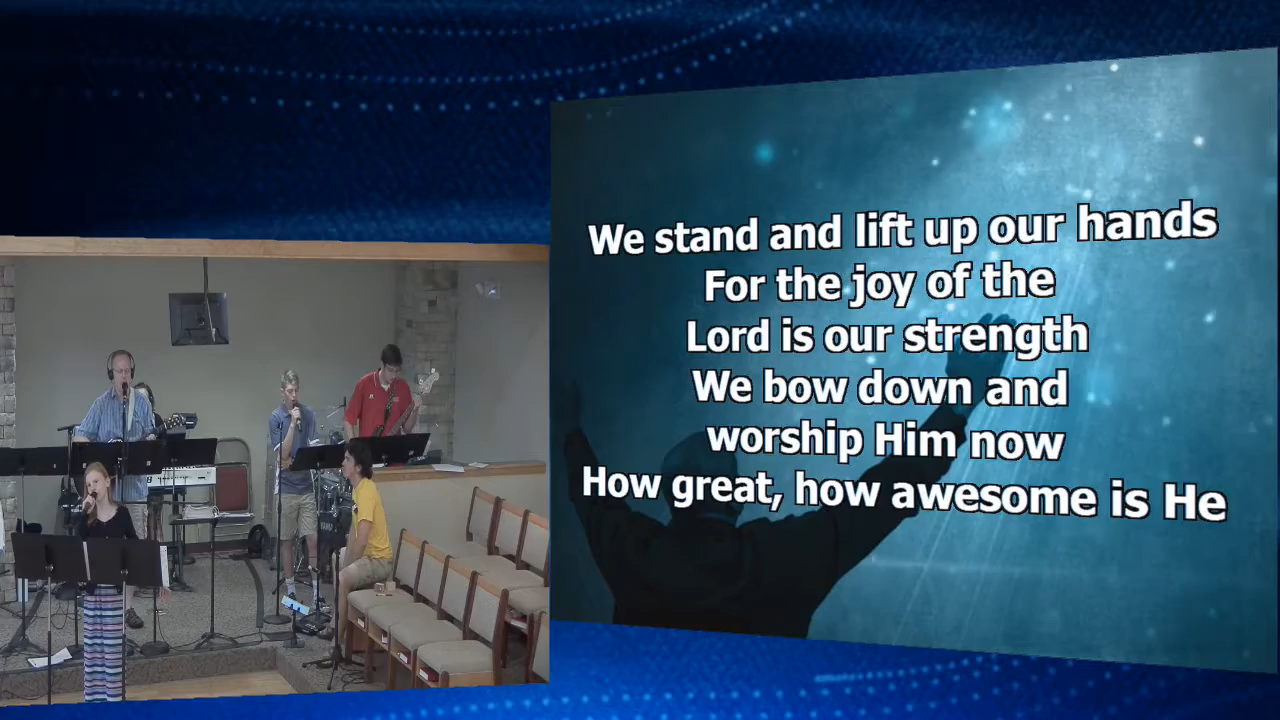 We stand and lift up our hands
For the joy of the
Lord is our strength
We bow down and
worship Him now
How great, how awesome is He